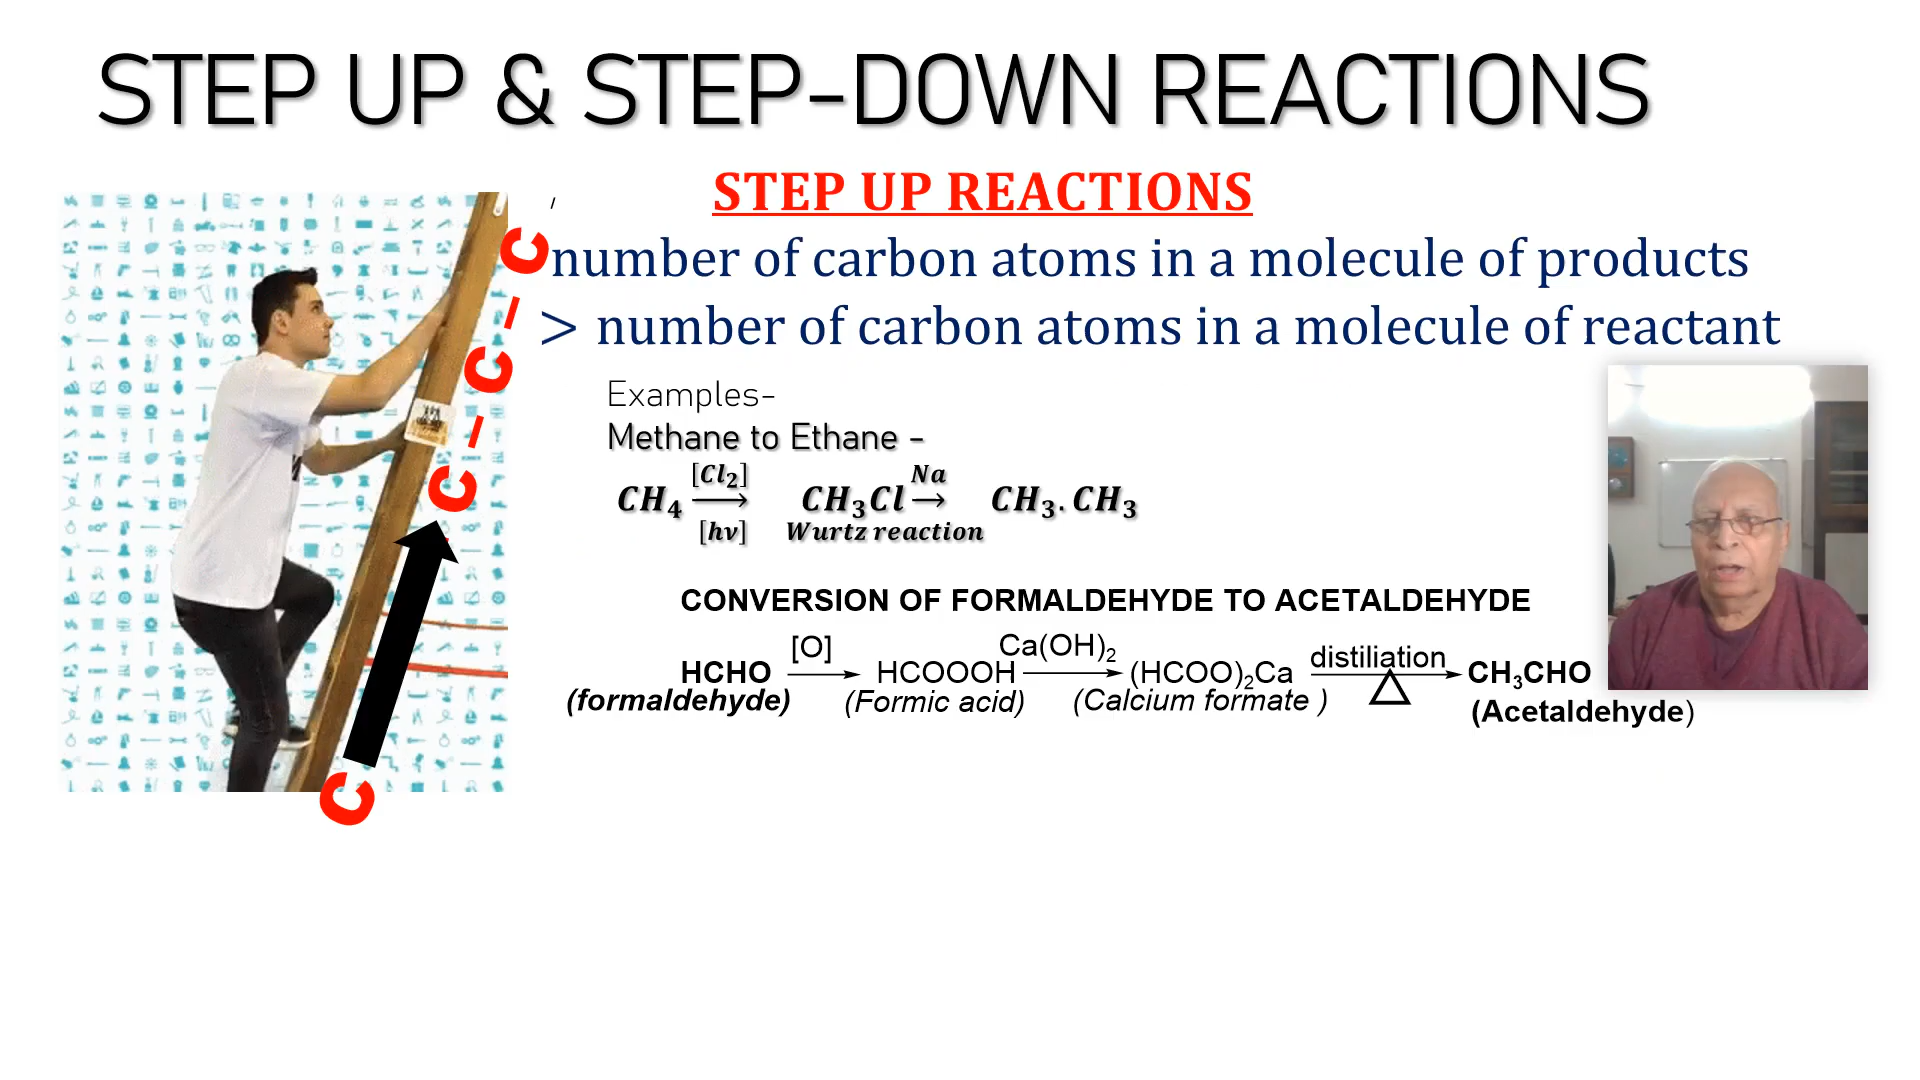 STEP UP & STEP-DOWN REACTIONS
STEP UP REACTIONS
/
number of carbon atoms in a molecule of products
> number of carbon atoms in a molecule of reactant
C
C-C-C
Examples-
Methane to Ethane -
[Cl₂] Na
CH₄ ⟶ CH₃Cl → CH₃.CH₃
[hν] Wurtz reaction
CONVERSION OF FORMALDEHYDE TO ACETALDEHYDE
[O] Ca(OH)₂ distiliation
HCHO ⟶ HCOOOH ⟶ (HCOO)₂Ca ⟶ CH₃CHO
△
(formaldehyde) (Formic acid) (Calcium formate ) (Acetaldehyde)